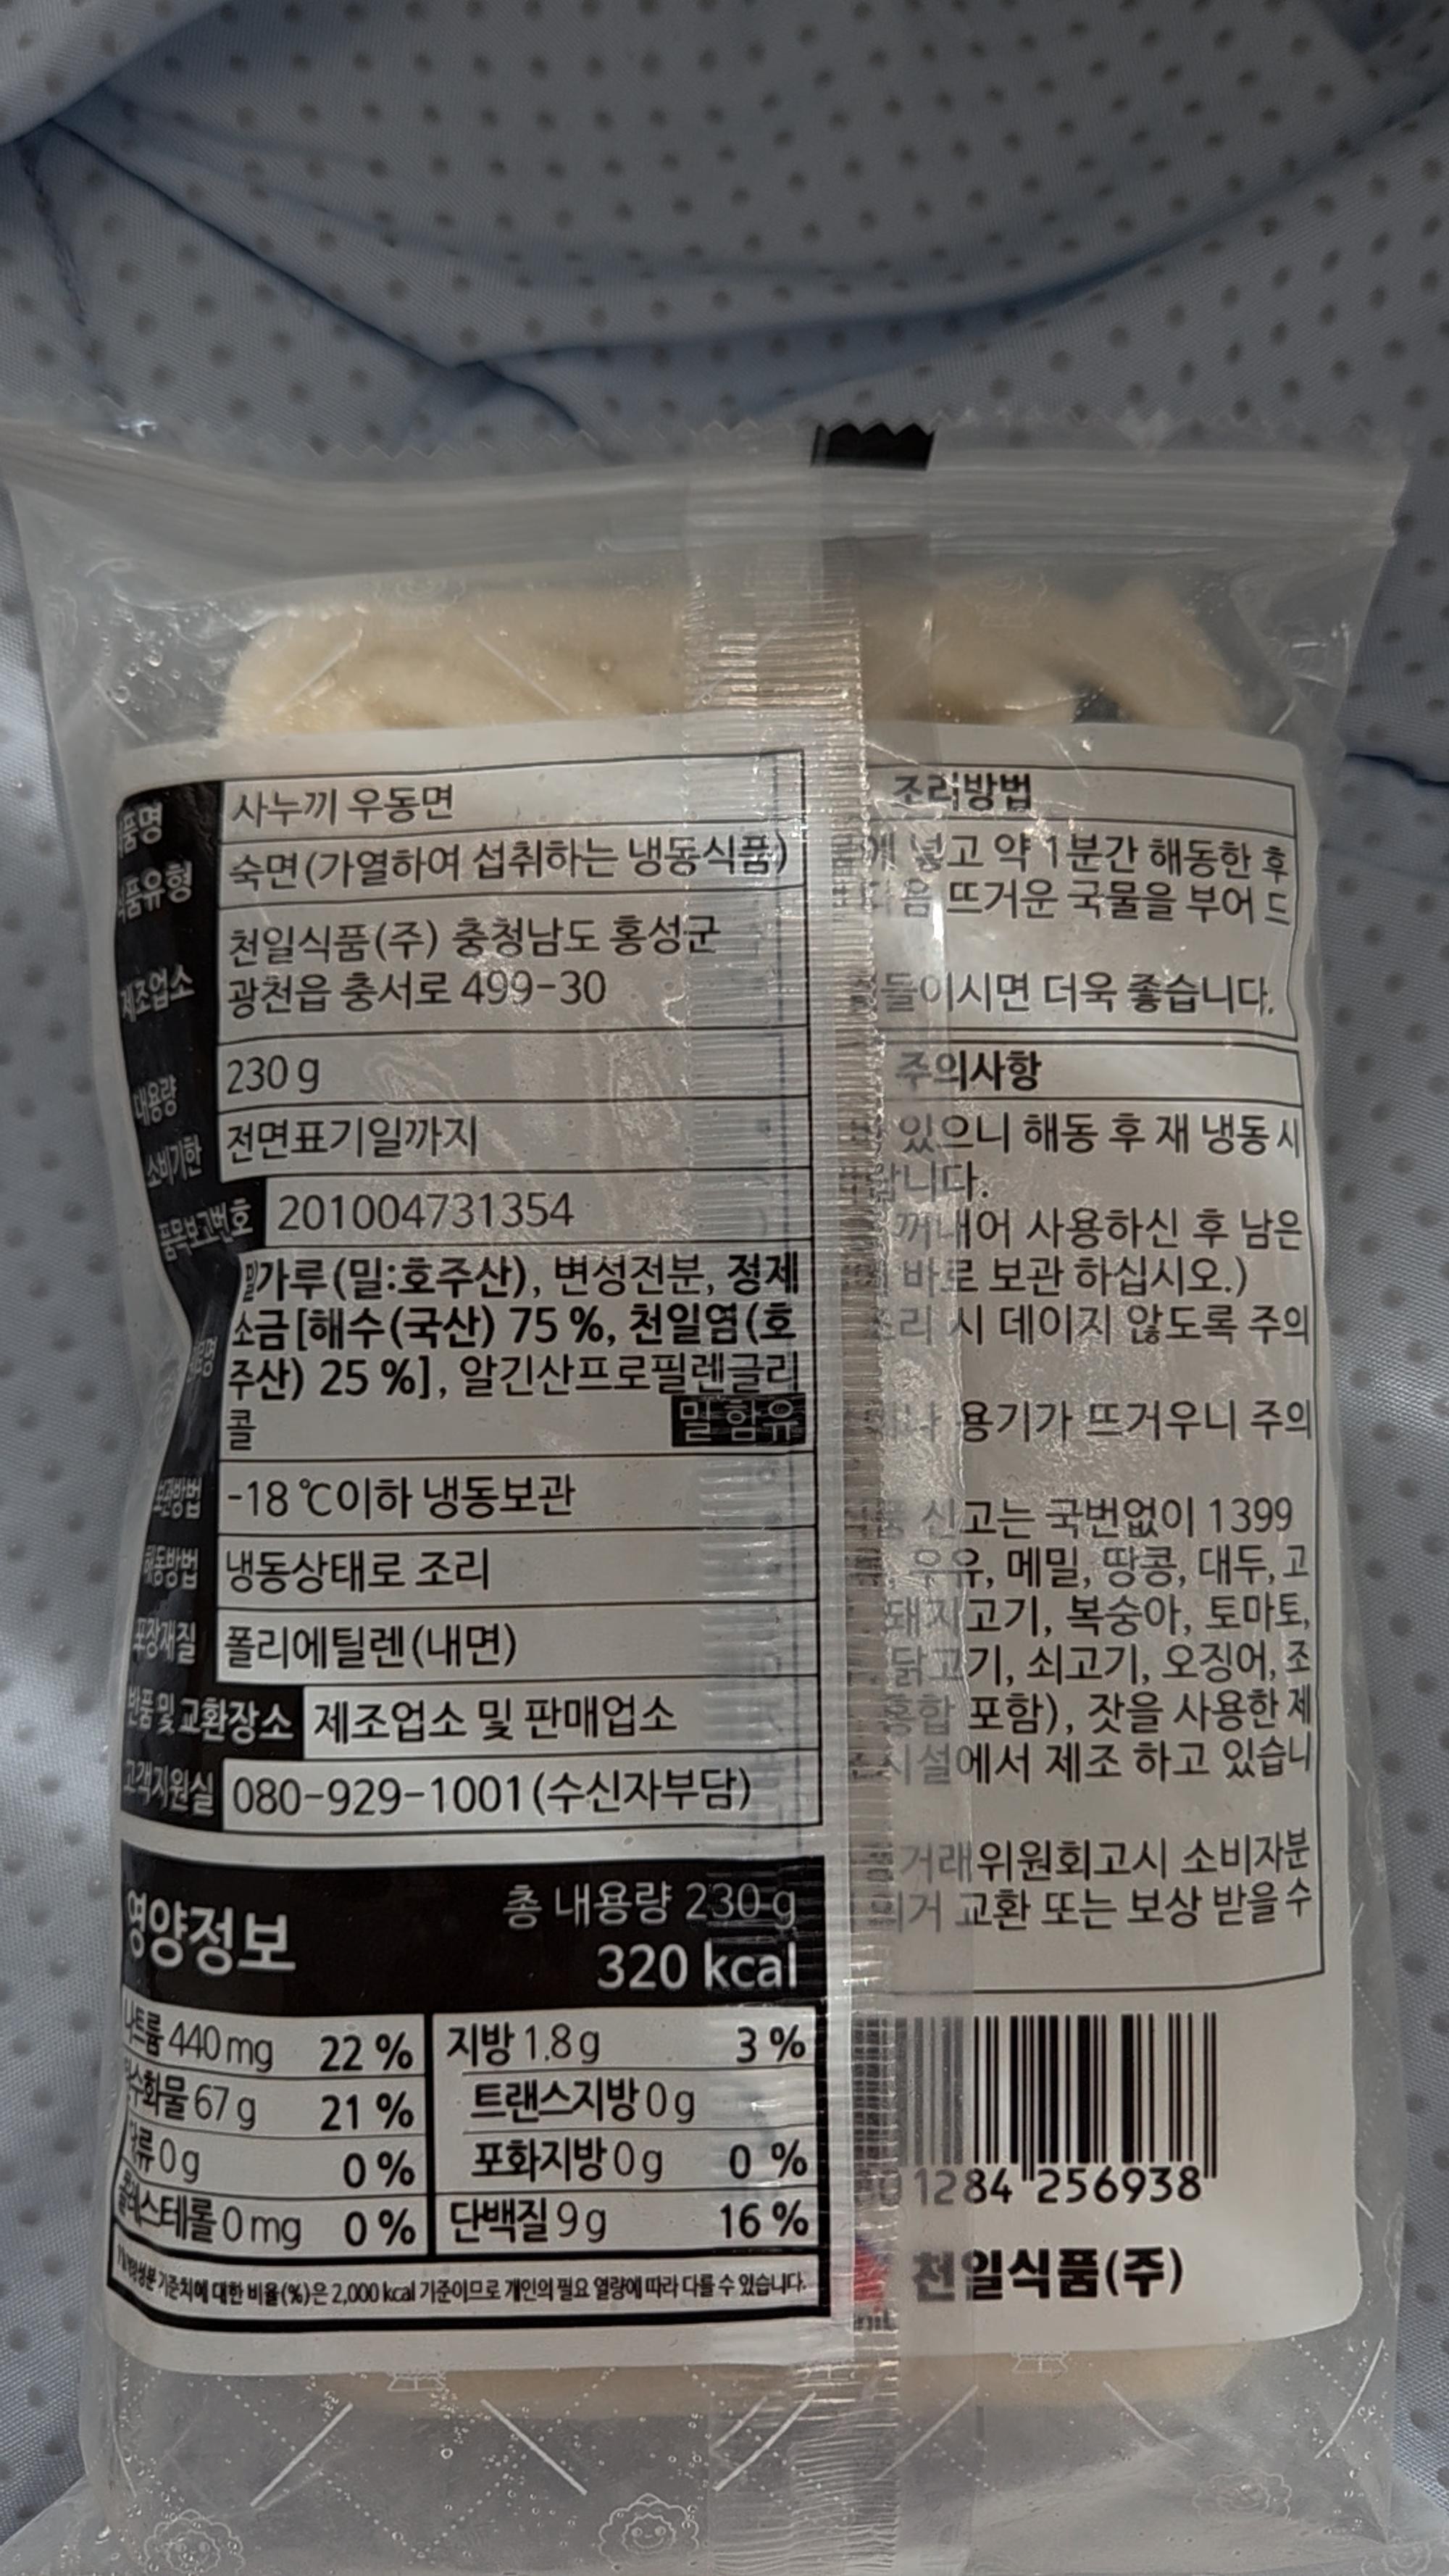 품명
사누끼 우동면
식품유형
숙면(가열하여 섭취하는 냉동식품)
제조업소
천일식품(주) 충청남도 홍성군
광천읍 충서로 499-30
내용량
230 g
소비기한
전면표기일까지
품목보고번호
201004731354
밀가루(밀:호주산), 변성전분, 정제
소금[해수(국산) 75 %, 천일염(호
주산) 25 %], 알긴산프로필렌글리
콜
밀 함유
보관방법
-18 ℃이하 냉동보관
해동방법
냉동상태로 조리
포장재질
폴리에틸렌(내면)
반품 및 교환장소
제조업소 및 판매업소
고객지원실
080-929-1001(수신자부담)
영양정보
총 내용량 230 g
320 kcal
나트륨 440 mg 22 %
탄수화물 67 g 21 %
당류 0 g 0 %
콜레스테롤 0 mg 0 %
지방 1.8 g 3 %
트랜스지방 0 g
포화지방 0 g 0 %
단백질 9 g 16 %
1일 영양성분 기준치에 대한 비율(%)은 2,000 kcal 기준이므로 개인의 필요 열량에 따라 다를 수 있습니다.
조리방법
넣고 약 1분간 해동한 후
뜨거운 국물을 부어 드
들이시면 더욱 좋습니다.
주의사항
있으니 해동 후 재 냉동 시
꺼내어 사용하신 후 남은
바로 보관 하십시오.)
시 데이지 않도록 주의
용기가 뜨거우니 주의
신고는 국번없이 1399
우유, 메밀, 땅콩, 대두, 고
돼지고기, 복숭아, 토마토,
닭고기, 쇠고기, 오징어, 조
홍합 포함), 잣을 사용한 제
시설에서 제조 하고 있습니
거래위원회고시 소비자분
의거 교환 또는 보상 받을 수
1284 256938
천일식품(주)